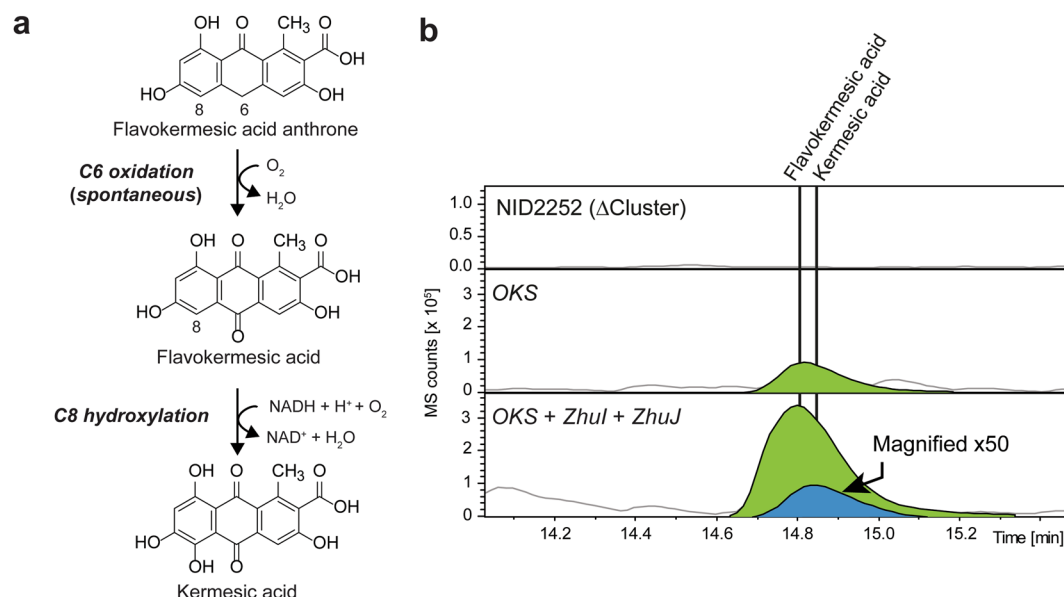 a
OH O CH₃ O
OH
HO OH
8 6
Flavokermesic acid anthrone
C6 oxidation
(spontaneous)
O₂
H₂O
OH O CH₃ O
OH
HO OH
8
O
Flavokermesic acid
C8 hydroxylation
NADH + H⁺ + O₂
NAD⁺ + H₂O
OH O CH₃ O
OH
HO OH
OH O
Kermesic acid
b
Flavokermesic acid
Kermesic acid
MS counts [x 10⁵]
NID2252 (ΔCluster)
1.0
0.5
0.0
OKS
3
2
1
0
OKS + ZhuI + ZhuJ
Magnified x50
3
2
1
0
14.2 14.4 14.6 14.8 15.0 15.2 Time [min]